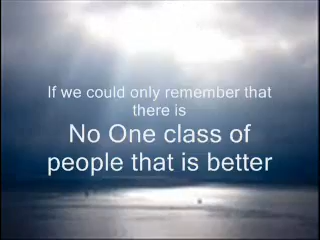 If we could only remember that
there is
No One class of
people that is better